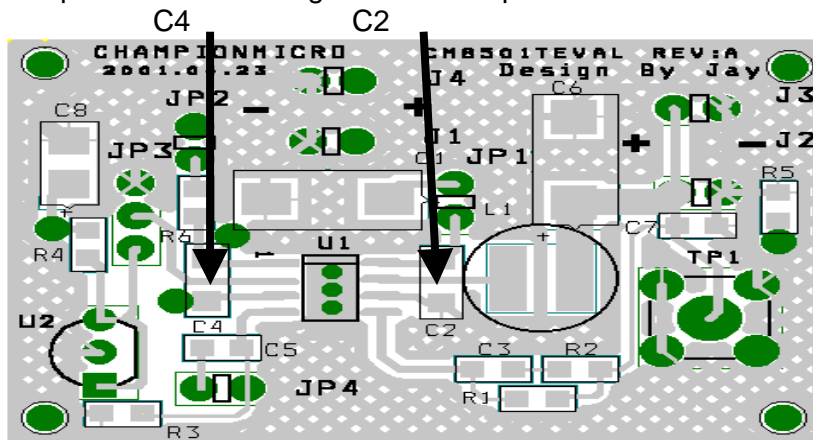 C4 C2
CHAMPIONMICRO CM8501TEVAL REV:A
Design By Jay
J4
C6
JP2 - + J3
C8
J1 + - J2
JP3 C1 JP1
R5
L1
R6 C7
R4 U1 + TP1
1
U2
C4 C2
C5 C3 R2
JP4 R1
R3